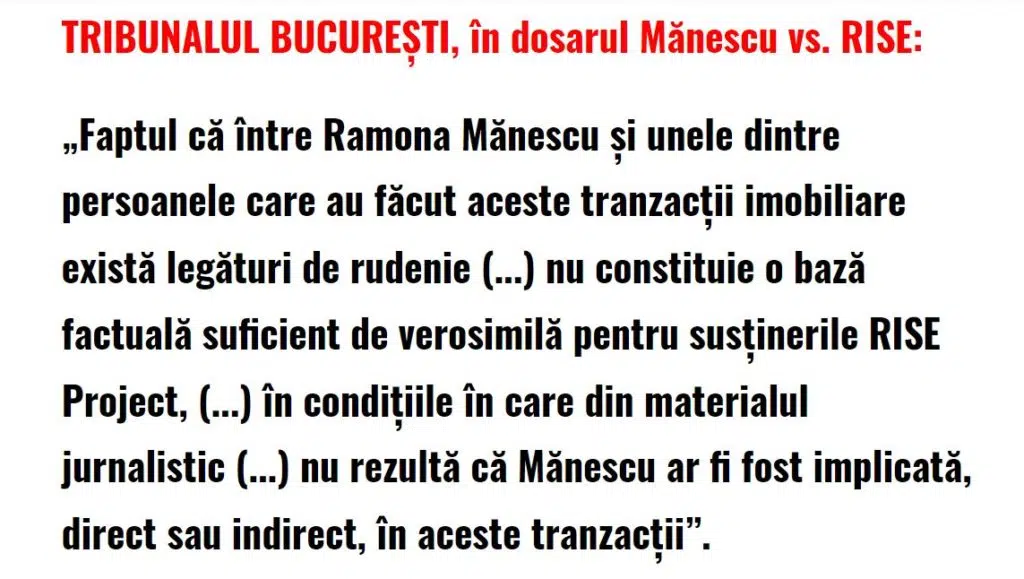 TRIBUNALUL BUCUREȘTI, în dosarul Mănescu vs. RISE:
„Faptul că între Ramona Mănescu și unele dintre
persoanele care au făcut aceste tranzacții imobiliare
există legături de rudenie (...) nu constituie o bază
factuală suficient de verosimilă pentru susținerile RISE
Project, (...) în condițiile în care din materialul
jurnalistic (...) nu rezultă că Mănescu ar fi fost implicată,
direct sau indirect, în aceste tranzacții”.